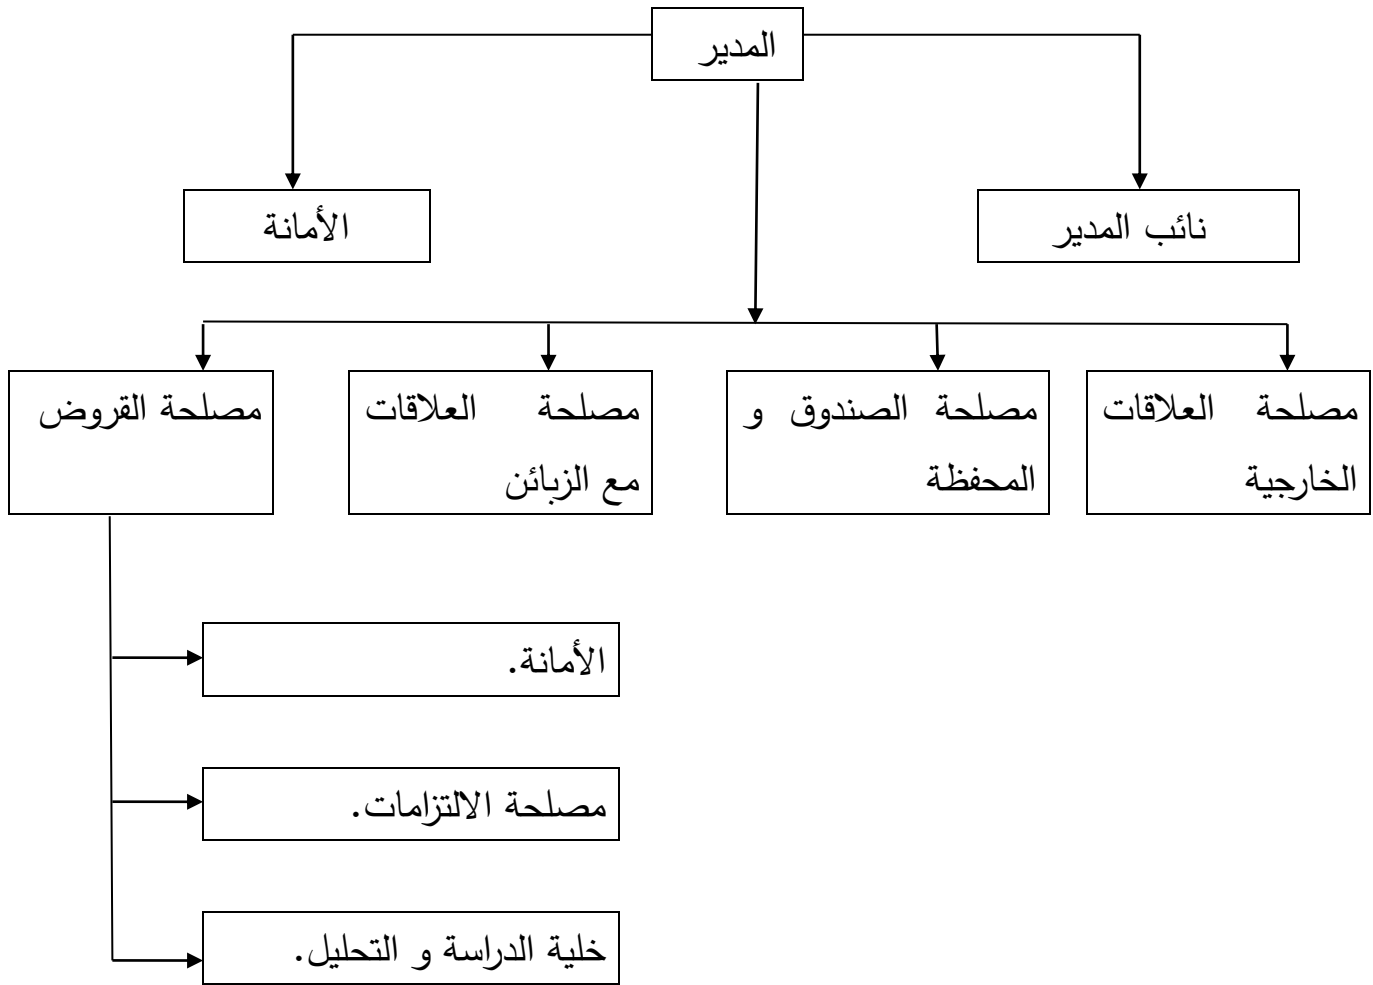 المدير
نائب المدير
الأمانة
مصلحة العلاقات
الخارجية
مصلحة الصندوق و
المحفظة
مصلحة العلاقات
مع الزبائن
مصلحة القروض
الأمانة.
مصلحة الالتزامات.
خلية الدراسة و التحليل.